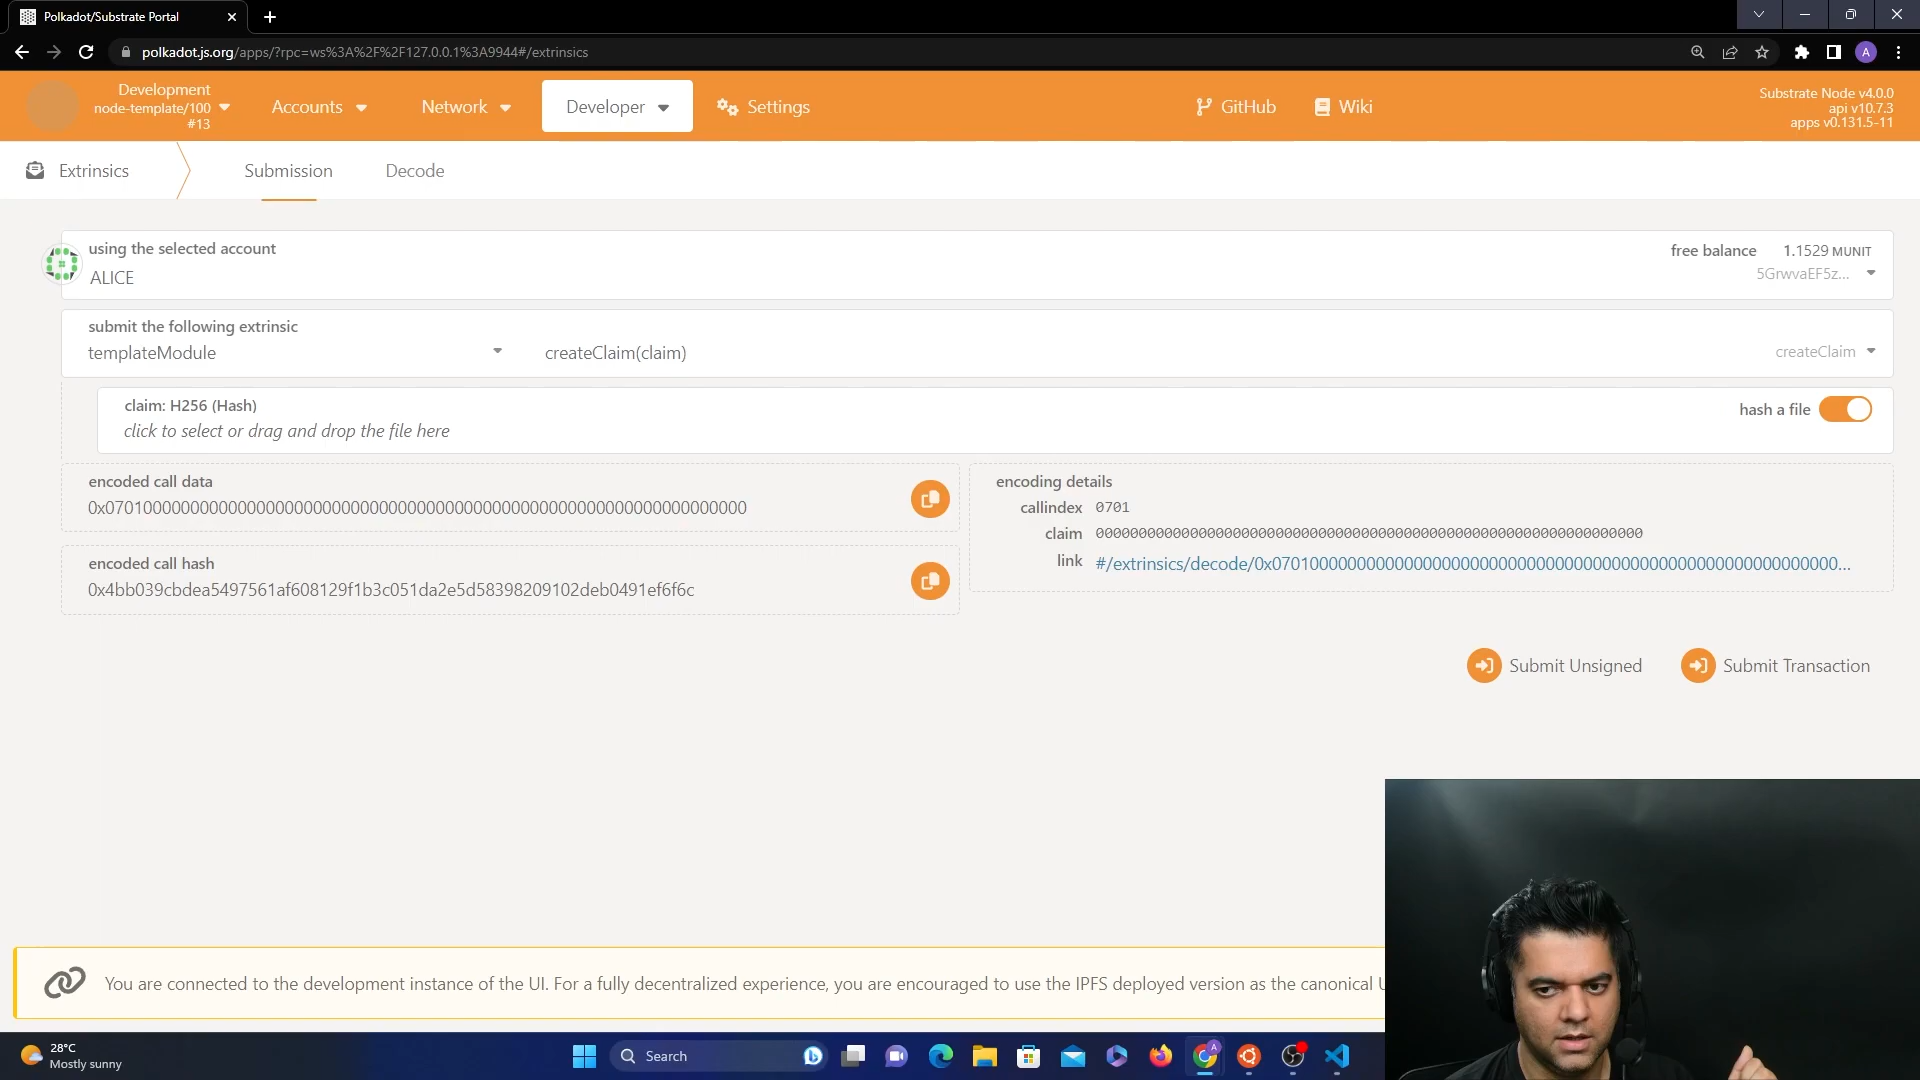 Polkadot/Substrate Portal
polkadot.js.org/apps/?rpc=ws%3A%2F%2F127.0.0.1%3A9944#/extrinsics
A
Development
node-template/100
#13
Accounts
Network
Developer
Settings
GitHub
Wiki
Substrate Node v4.0.0
api v10.7.3
apps v0.131.5-11
Extrinsics
Submission
Decode
using the selected account
ALICE
free balance 1.1529 MUNIT
5GrwvaEF5z...
submit the following extrinsic
templateModule
createClaim(claim)
createClaim
claim: H256 (Hash)
click to select or drag and drop the file here
hash a file
encoded call data
0x07010000000000000000000000000000000000000000000000000000000000000000
encoded call hash
0x4bb039cbdea5497561af608129f1b3c051da2e5d58398209102deb0491ef6f6c
encoding details
callindex 0701
claim 0000000000000000000000000000000000000000000000000000000000000000
link #/extrinsics/decode/0x07010000000000000000000000000000000000000000000000000000000...
Submit Unsigned
Submit Transaction
You are connected to the development instance of the UI. For a fully decentralized experience, you are encouraged to use the IPFS deployed version as the canonical U
28°C
Mostly sunny
Search